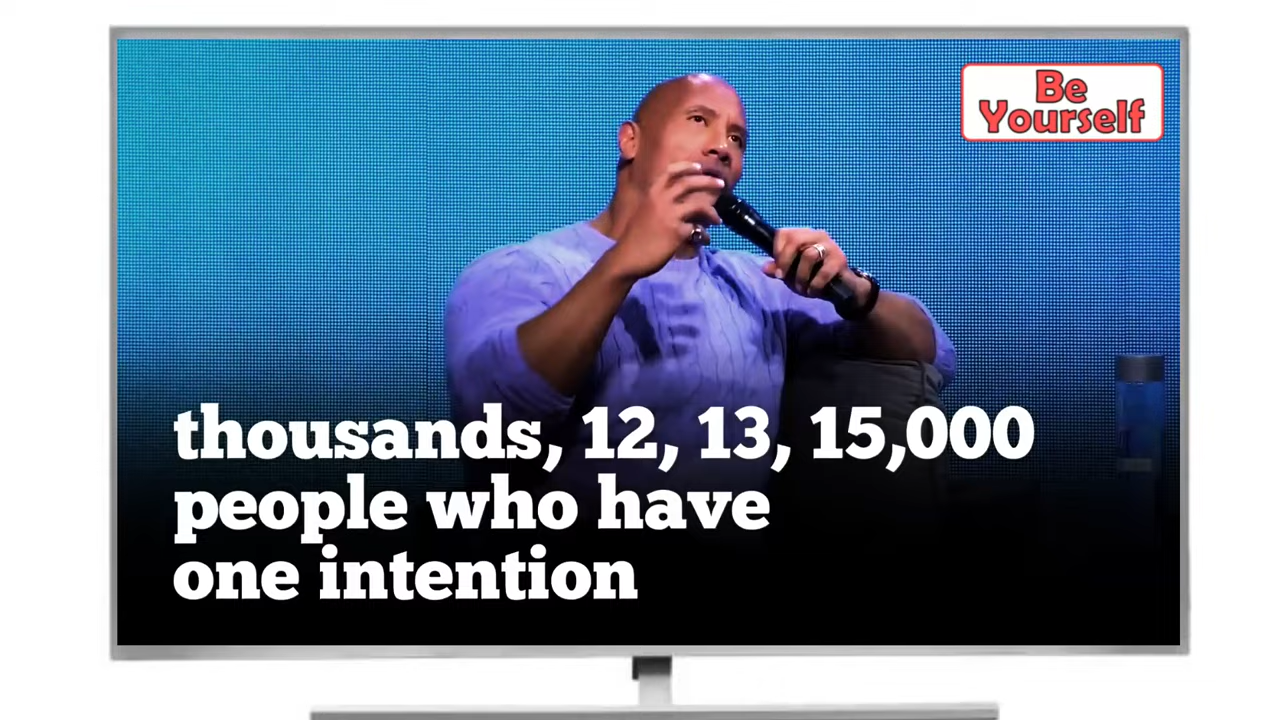 Be
Yourself
thousands, 12, 13, 15,000
people who have
one intention